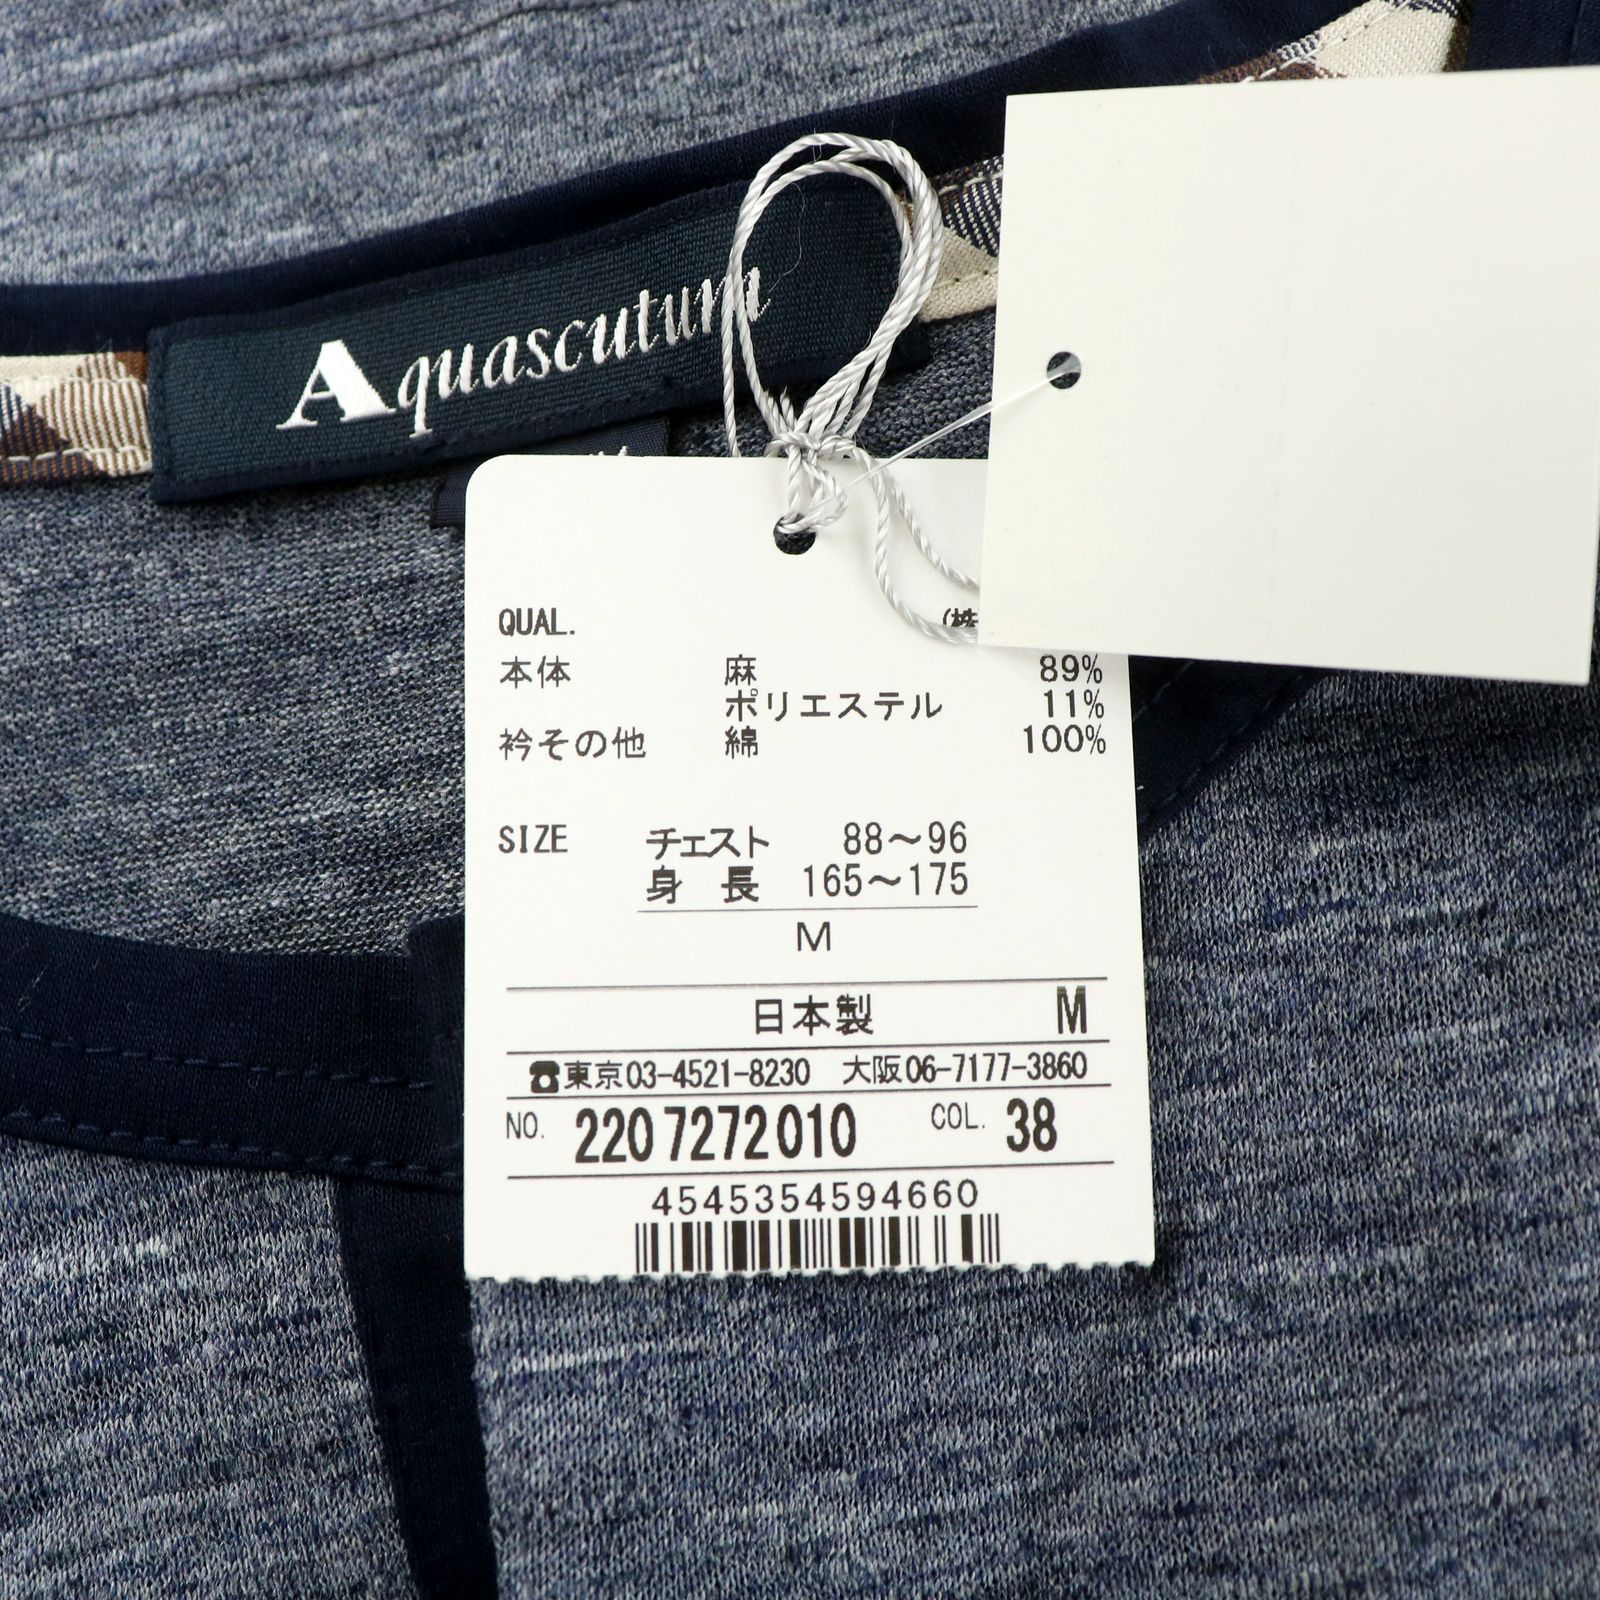 Aquascutum
QUAL. (株
本体 麻 89%
ポリエステル 11%
衿その他 綿 100%
SIZE チェスト 88〜96
身 長 165〜175
M
日本製 M
☎東京03-4521-8230 大阪06-7177-3860
NO. 2207272010 COL. 38
4545354594660